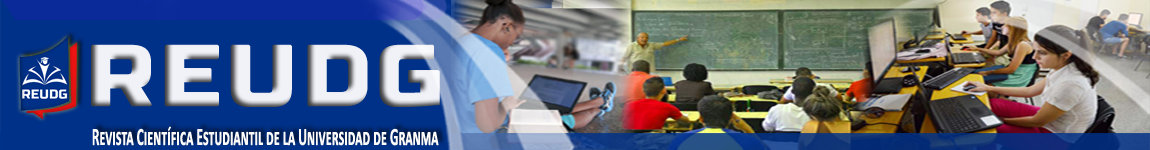 REUDG
REUDG
REVISTA CIENTÍFICA ESTUDIANTIL DE LA UNIVERSIDAD DE GRANMA